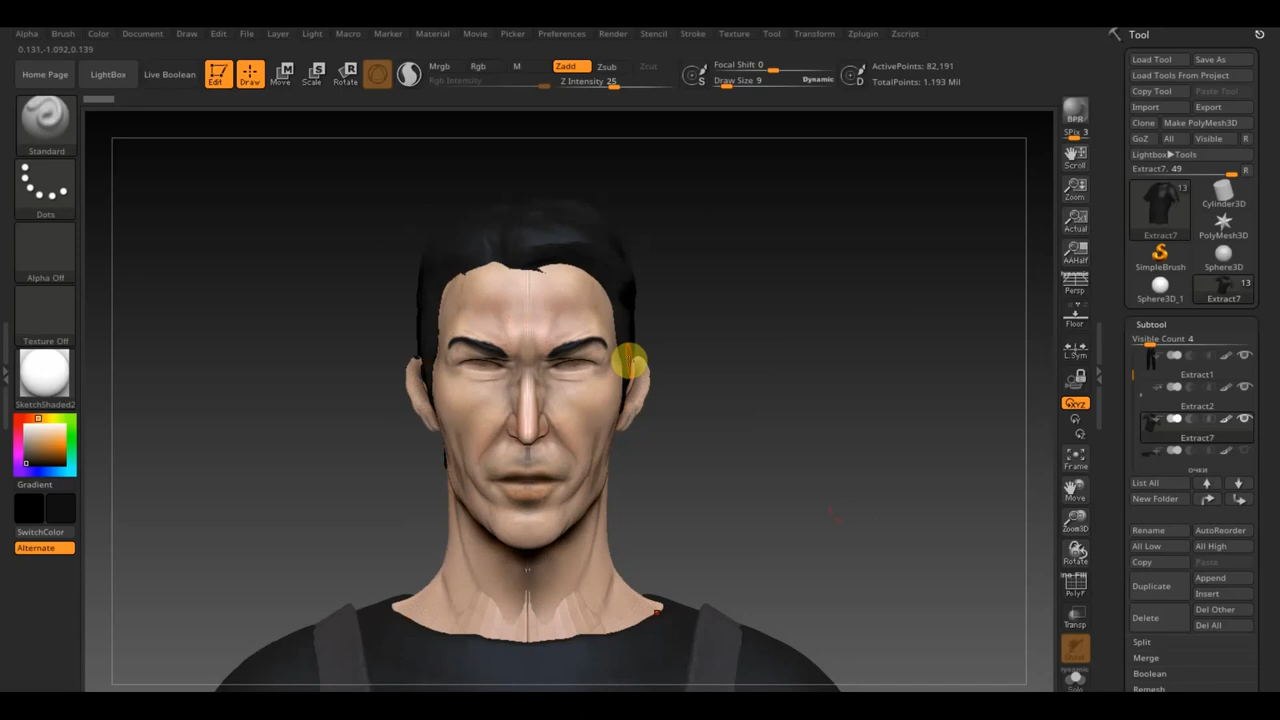 Alpha Brush Color Document Draw Edit File Layer Light Macro Marker Material Movie Picker Preferences Render Stencil Stroke Texture Tool Transform Zplugin Zscript
Tool
0.131,-1.092,0.139
Home Page LightBox Live Boolean Edit Draw Move Scale Rotate
Mrgb Rgb M Zadd Zsub Zcut
Rgb Intensity Z Intensity 25
Focal Shift 0
Draw Size 9 Dynamic
ActivePoints: 82,191
TotalPoints: 1.193 Mil
Standard
Dots
Alpha Off
Texture Off
SketchShaded2
Gradient
SwitchColor
Alternate
BPR
SPix 3
Scroll
Zoom
Actual
AAHalf
Dynamic
Persp
Floor
L.Sym
XYZ
Frame
Move
Zoom3D
Rotate
Line Fill
PolyF
Transp
Ghost
Dynamic
Solo
Load Tool Save As
Load Tools From Project
Copy Tool Paste Tool
Import Export
Clone Make PolyMesh3D
GoZ All Visible R
Lightbox▶Tools
Extract7. 49 R
13
Extract7 Cylinder3D
PolyMesh3D
SimpleBrush Sphere3D
13
Sphere3D_1 Extract7
Subtool
Visible Count 4
Extract1
Extract2
Extract7
очки
List All
New Folder
Rename AutoReorder
All Low All High
Copy Paste
Duplicate Append
Insert
Delete Del Other
Del All
Split
Merge
Boolean
Remesh